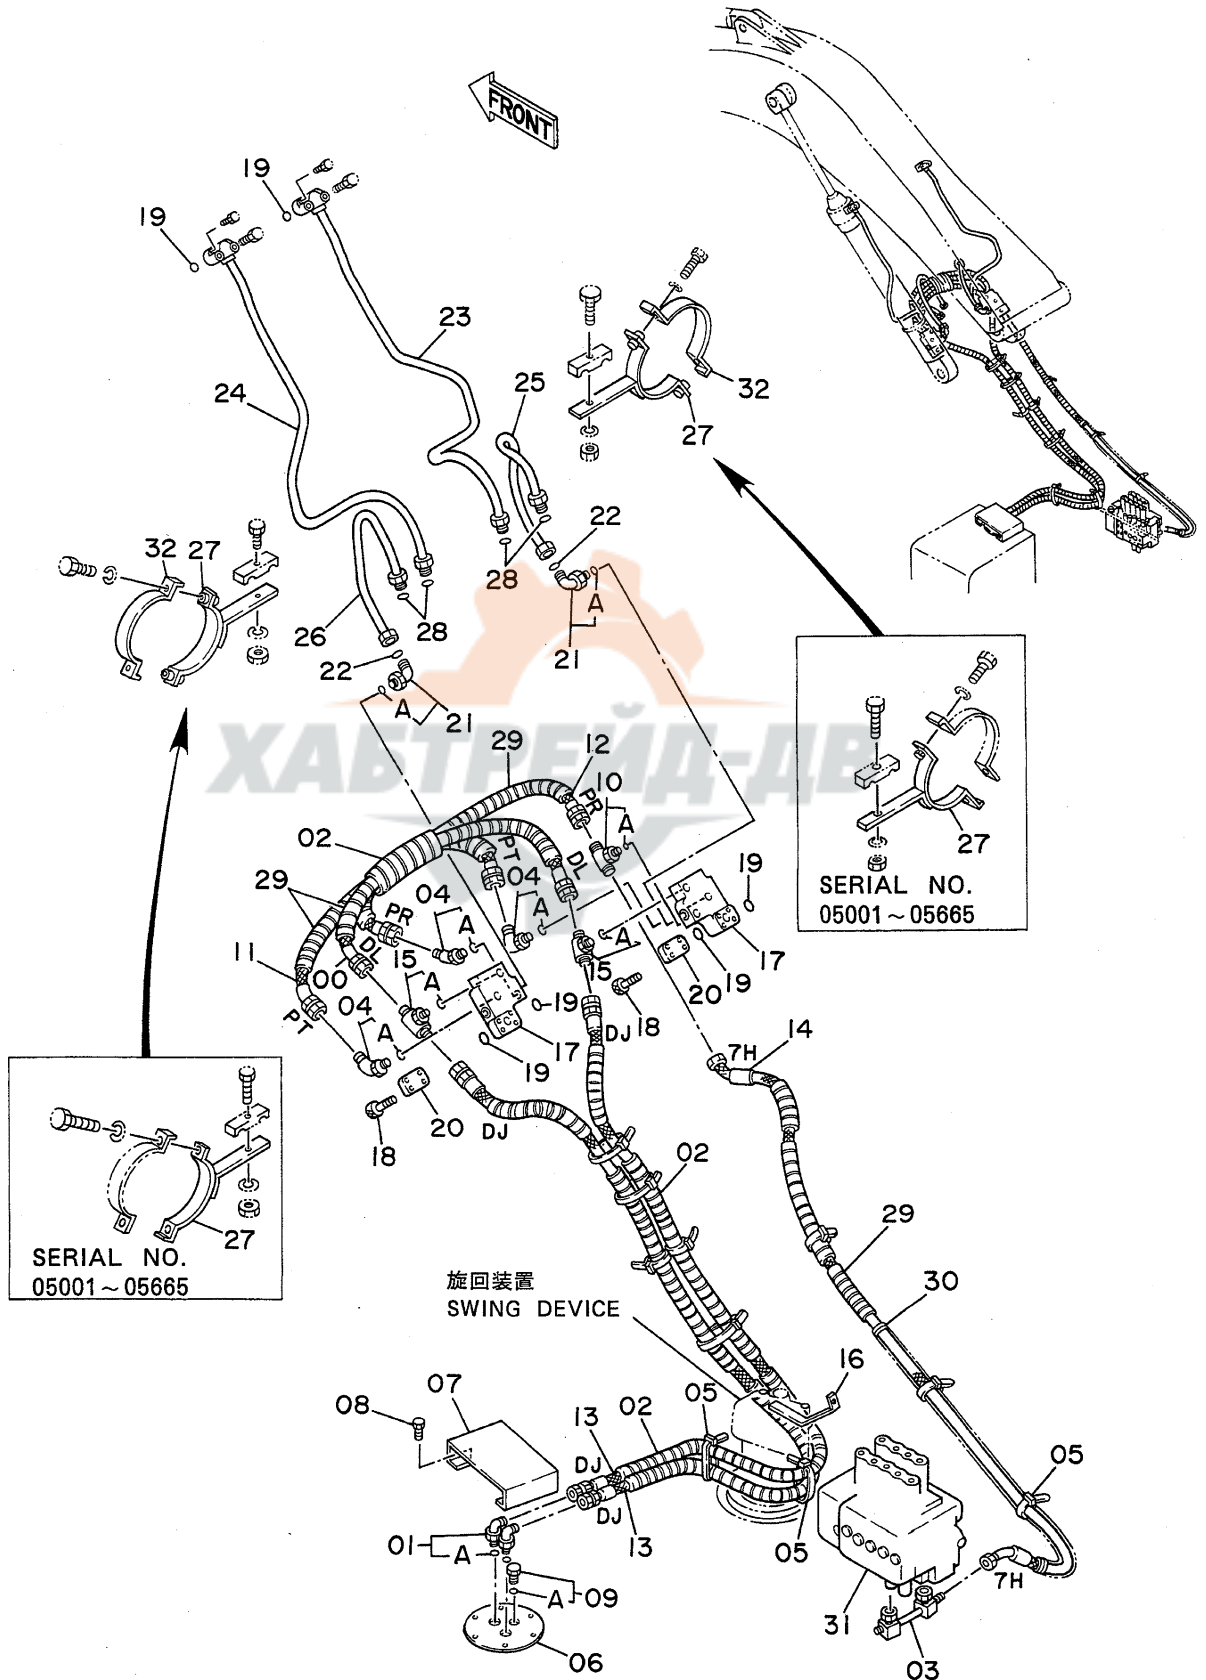 FRONT
19
19
23
24
25
32
27
22
28
32
27
A
21
26
28
22
A
21
ХАБТРЕЙД-ДВ
29
12
10
PR
A
02
PT
DL
04
04
A
19
29
PR
A
A
17
19
20
15
18
11
00
DL
15
A
04
A
PT
19
17
19
DJ
20
18
DJ
7H
14
27
SERIAL NO.
05001~05665
27
SERIAL NO.
05001~05665
02
29
30
旋回装置
SWING DEVICE
16
07
08
13
02
05
DJ
DJ
13
05
05
01
A
A
09
06
7H
31
03